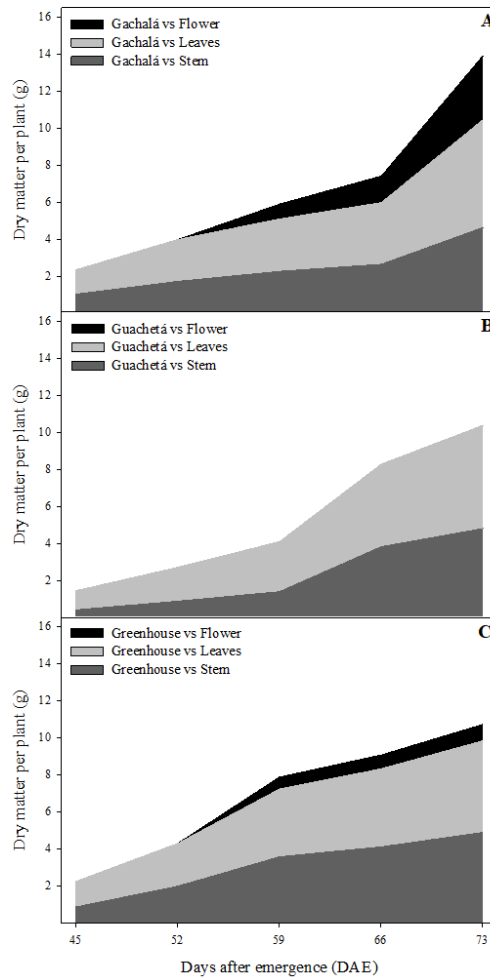 A
Gachalá vs Flower
Gachalá vs Leaves
Gachalá vs Stem
Dry matter per plant (g)
16
14
12
10
8
6
4
2
B
Guachetá vs Flower
Guachetá vs Leaves
Guachetá vs Stem
Dry matter per plant (g)
16
14
12
10
8
6
4
2
C
Greenhouse vs Flower
Greenhouse vs Leaves
Greenhouse vs Stem
Dry matter per plant (g)
16
14
12
10
8
6
4
2
45 52 59 66 73
Days after emergence (DAE)